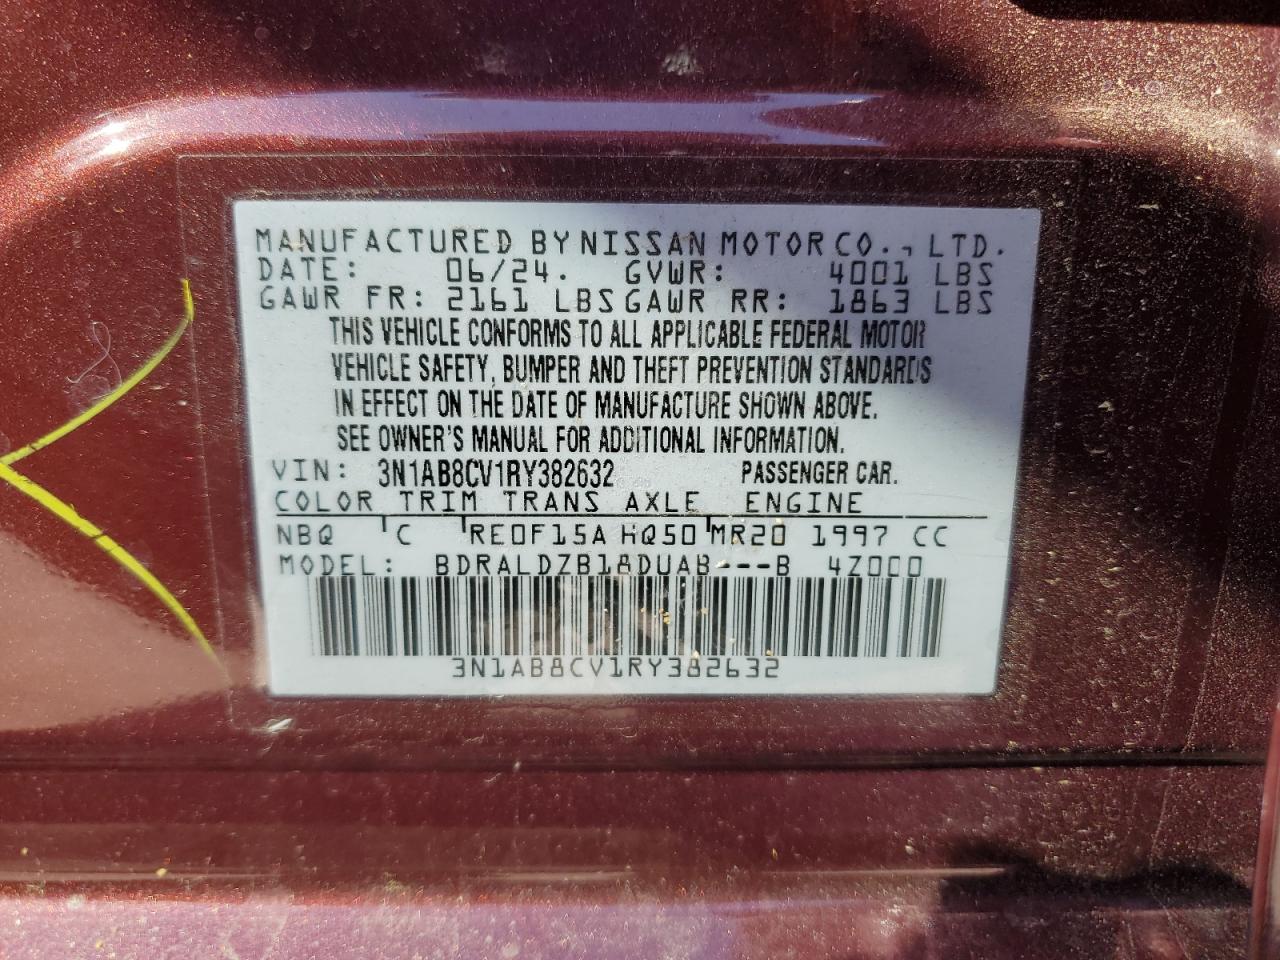 MANUFACTURED BY NISSAN MOTOR CO., LTD.
DATE: 06/24. GVWR: 4001 LBS
GAWR FR: 2161 LBS GAWR RR: 1863 LBS
THIS VEHICLE CONFORMS TO ALL APPLICABLE FEDERAL MOTOR
VEHICLE SAFETY, BUMPER AND THEFT PREVENTION STANDARDS
IN EFFECT ON THE DATE OF MANUFACTURE SHOWN ABOVE.
SEE OWNER'S MANUAL FOR ADDITIONAL INFORMATION.
VIN: 3N1AB8CV1RY382632 PASSENGER CAR.
COLOR TRIM TRANS AXLE ENGINE
NBQ C RE0F15A HQ50 MR20 1997 CC
MODEL: BDRALDZB18DUAB---B 4Z000
3N1AB8CV1RY382632